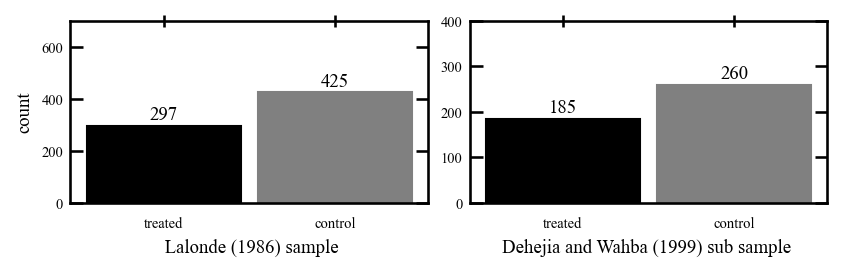 count
600
400
200
0
297
425
treated
control
Lalonde (1986) sample
400
300
200
100
0
185
260
treated
control
Dehejia and Wahba (1999) sub sample